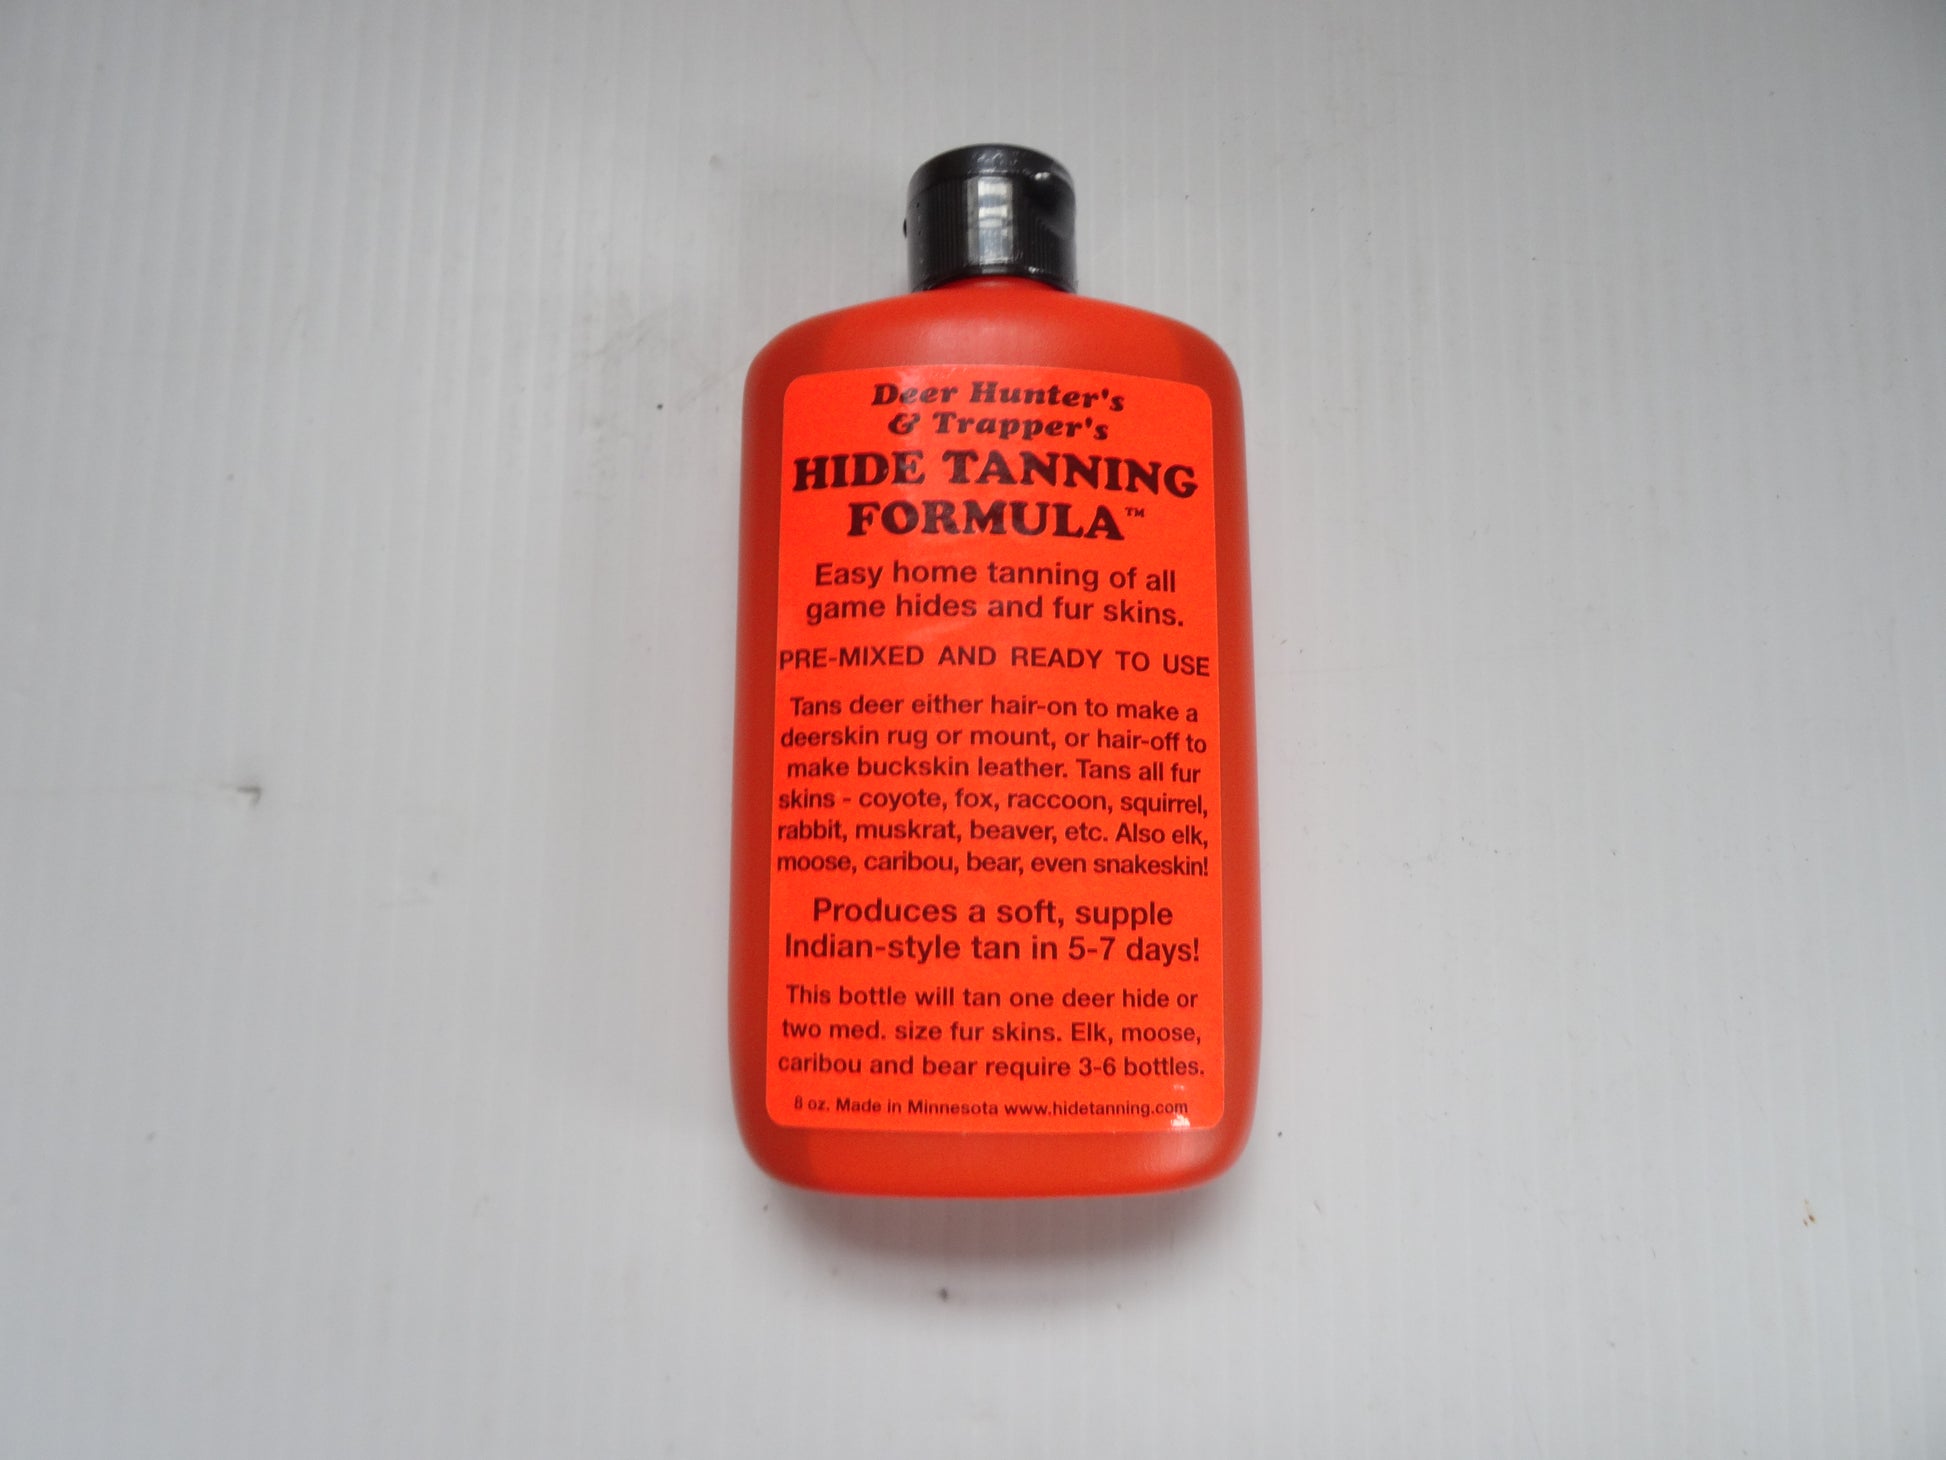 Deer Hunter's
& Trapper's
HIDE TANNING
FORMULA™
Easy home tanning of all
game hides and fur skins.
PRE-MIXED AND READY TO USE
Tans deer either hair-on to make a
deerskin rug or mount, or hair-off to
make buckskin leather. Tans all fur
skins - coyote, fox, raccoon, squirrel,
rabbit, muskrat, beaver, etc. Also elk,
moose, caribou, bear, even snakeskin!
Produces a soft, supple
Indian-style tan in 5-7 days!
This bottle will tan one deer hide or
two med. size fur skins. Elk, moose,
caribou and bear require 3-6 bottles.
8 oz. Made in Minnesota www.hidetanning.com